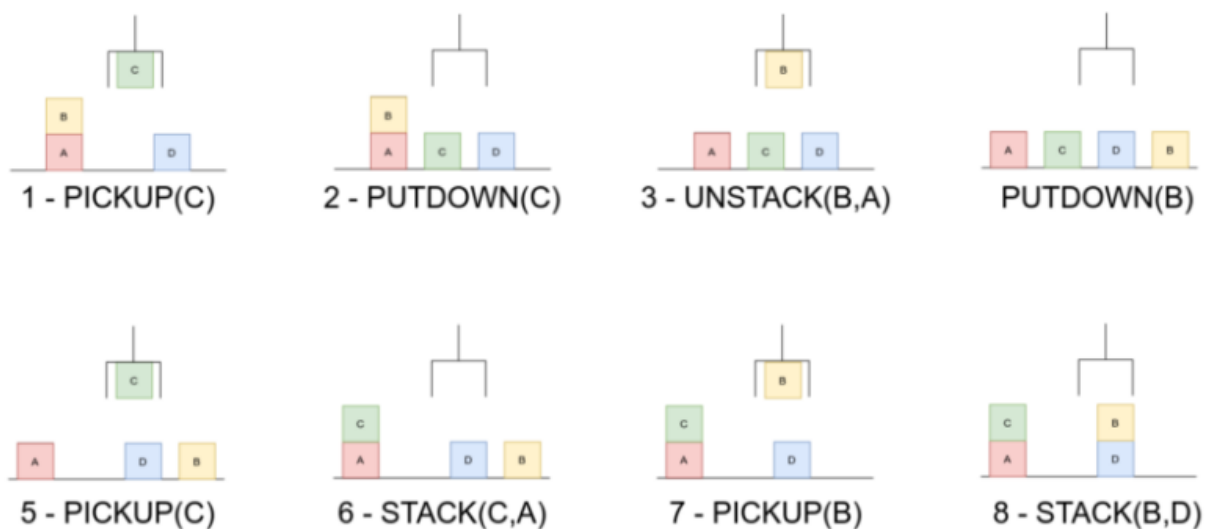 C
B
A D
1 - PICKUP(C)
B
A C D
2 - PUTDOWN(C)
B
A C D
3 - UNSTACK(B,A)
A C D B
PUTDOWN(B)
C
A D B
5 - PICKUP(C)
C
A D B
6 - STACK(C,A)
B
C
A D
7 - PICKUP(B)
C B
A D
8 - STACK(B,D)